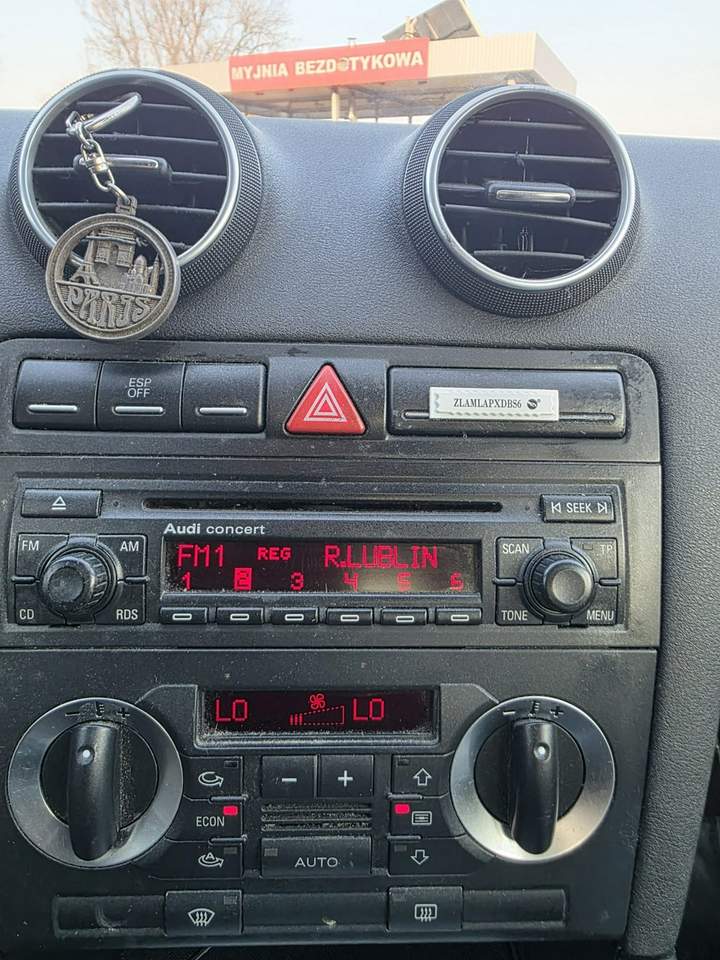 MYJNIA BEZDOTYKOWA
PARIS
ESP
OFF
ZLAMLAPXDBS6
SEEK
Audi concert
FM
AM
CD
RDS
FM1 REG R.LUBLIN
1 2 3 4 5 6
SCAN
TP
TONE
MENU
LO LO
- +
- +
- +
ECON
A
AUTO